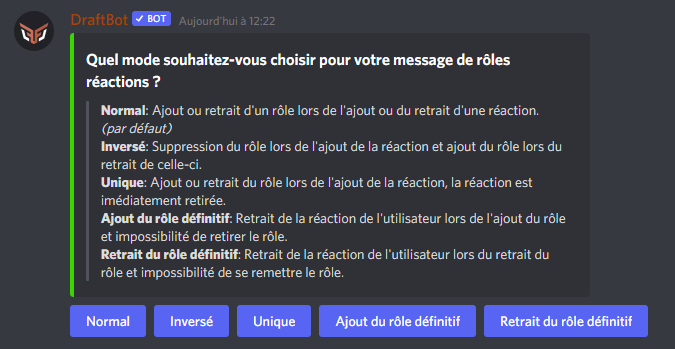 DraftBot ✓ BOT Aujourd'hui à 12:22
Quel mode souhaitez-vous choisir pour votre message de rôles
réactions ?
Normal: Ajout ou retrait d'un rôle lors de l'ajout ou du retrait d'une réaction.
(par défaut)
Inversé: Suppression du rôle lors de l'ajout de la réaction et ajout du rôle lors du
retrait de celle-ci.
Unique: Ajout ou retrait du rôle lors de l'ajout de la réaction, la réaction est
imédiatement retirée.
Ajout du rôle définitif: Retrait de la réaction de l'utilisateur lors de l'ajout du rôle
et impossibilité de retirer le rôle.
Retrait du rôle définitif: Retrait de la réaction de l'utilisateur lors du retrait du
rôle et impossibilité de se remettre le rôle.
Normal Inversé Unique Ajout du rôle définitif Retrait du rôle définitif